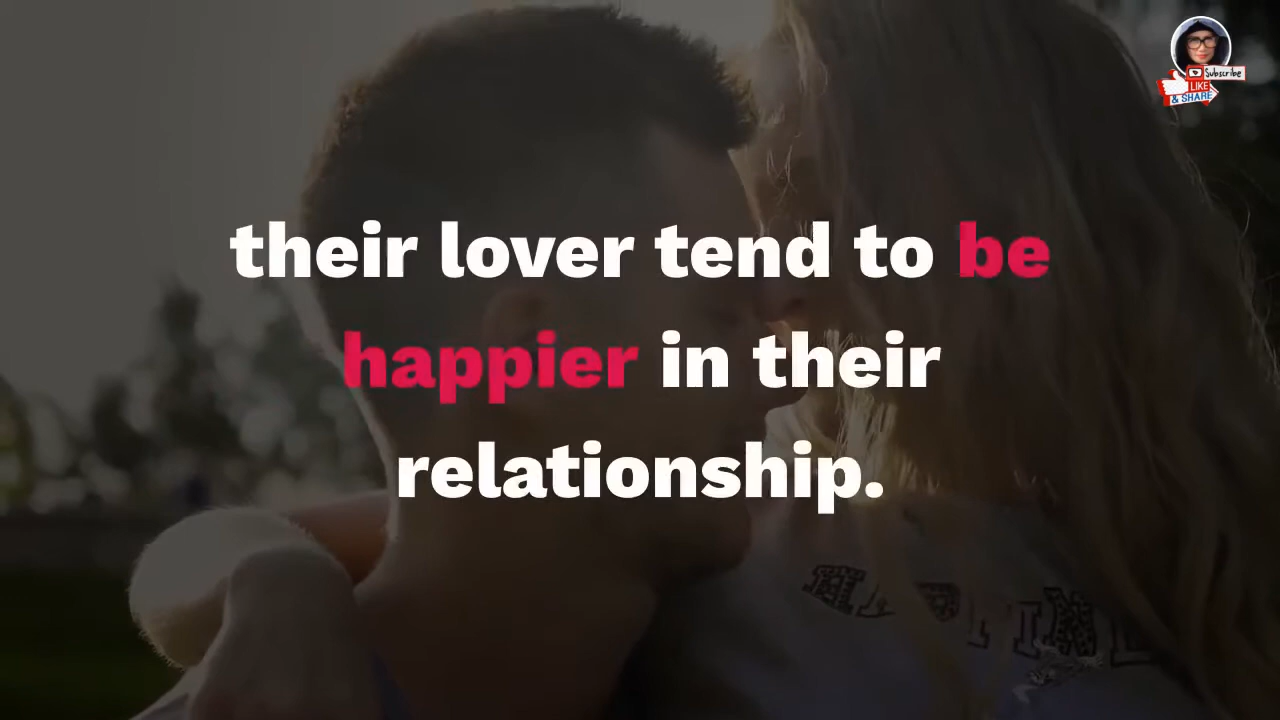 their lover tend to be
happier in their
relationship.
Subscribe
LIKE
& SHARE